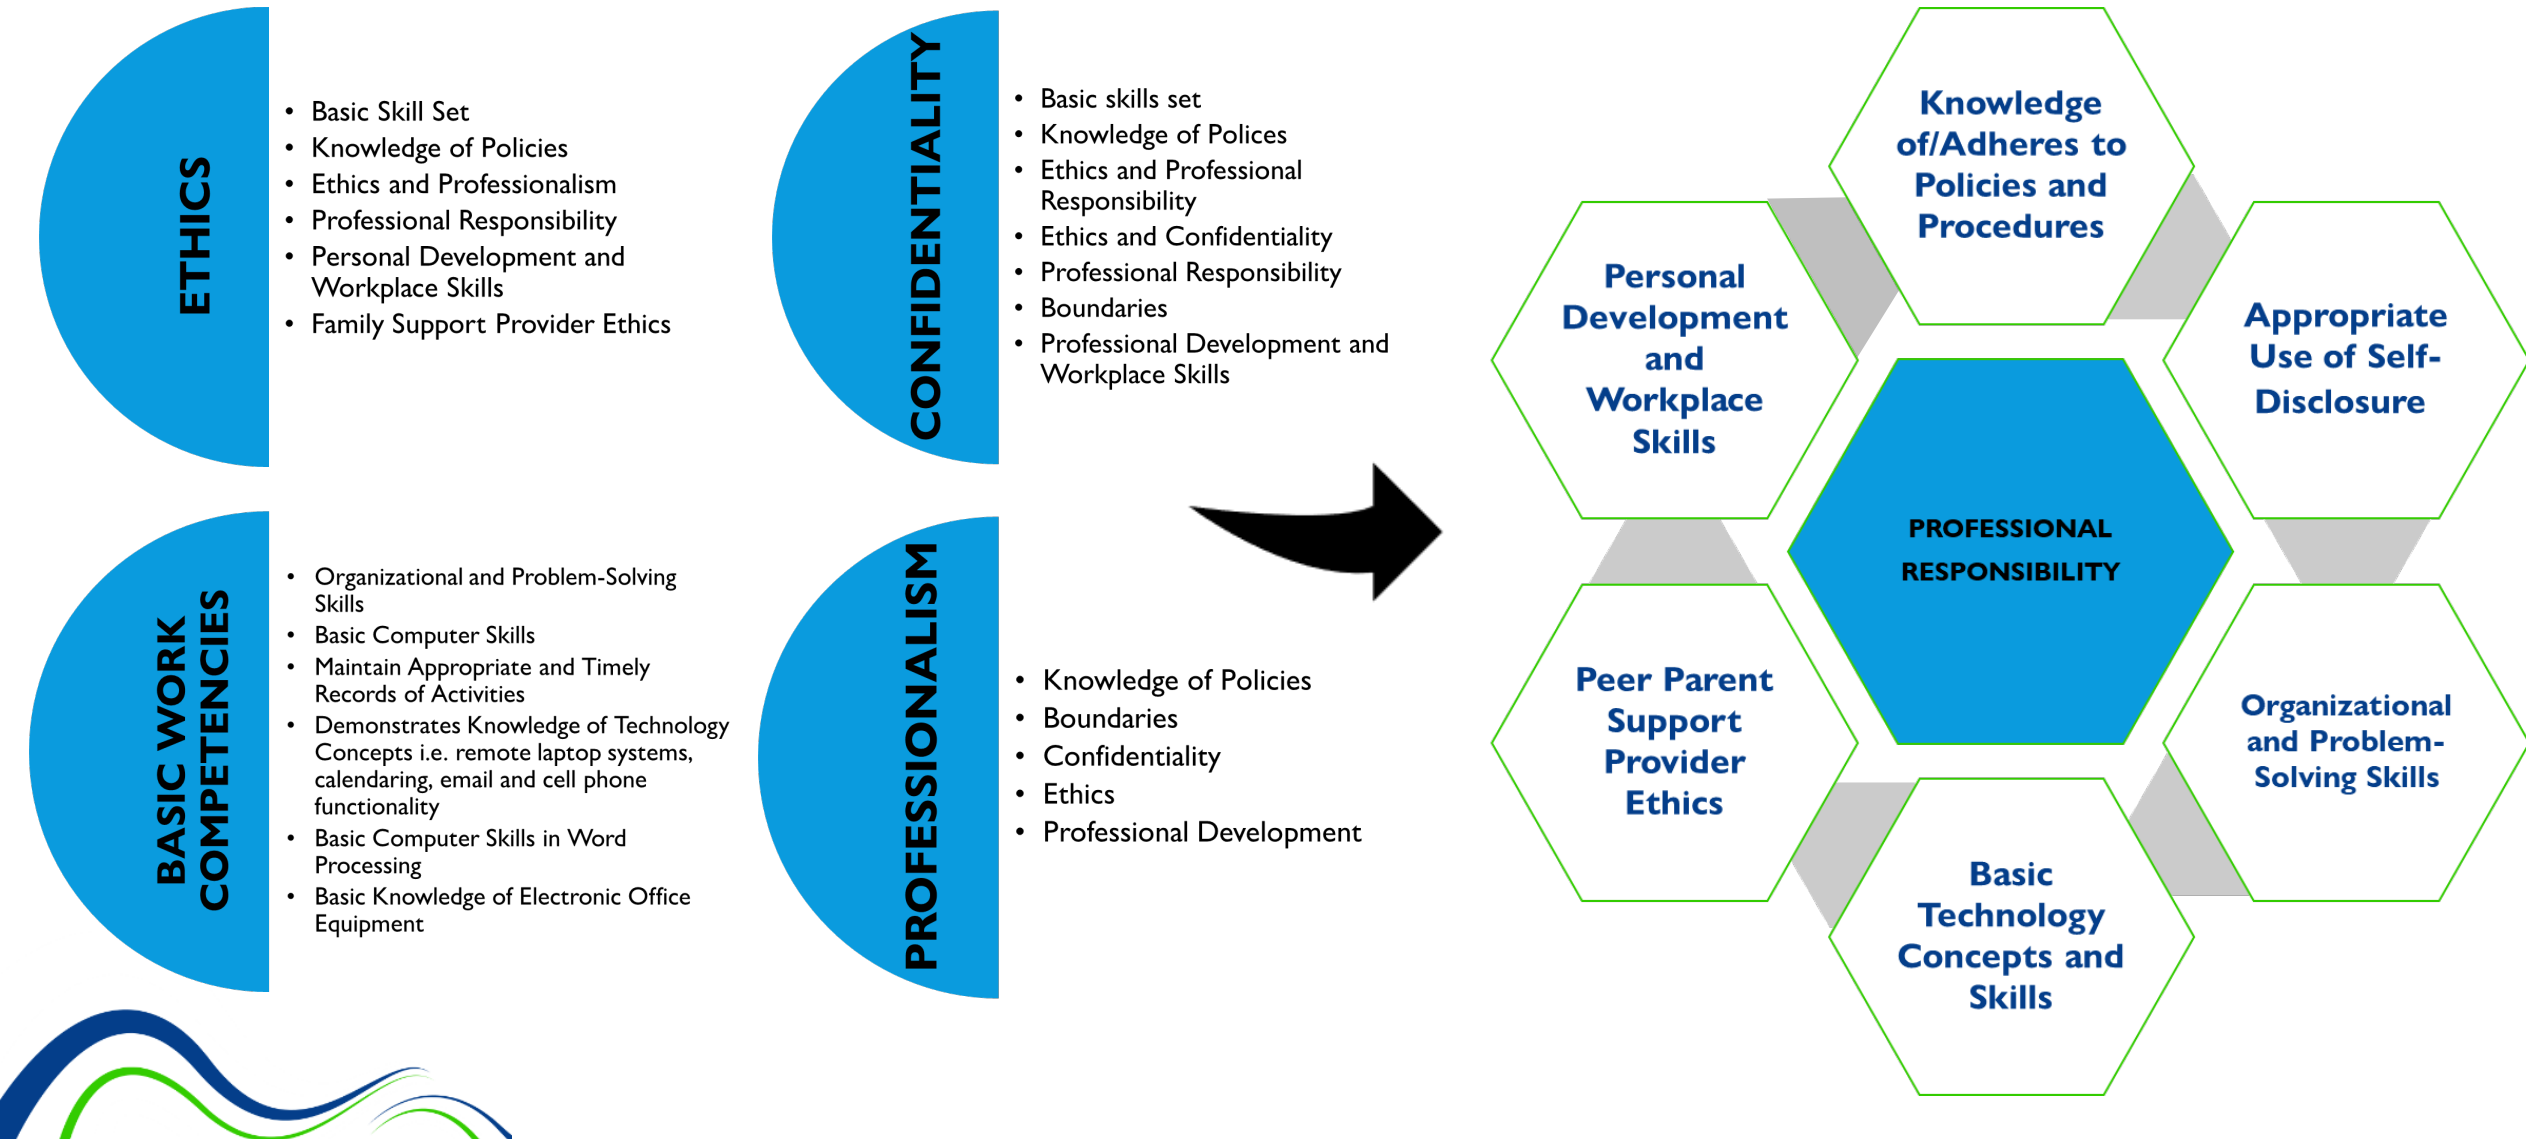 ETHICS
• Basic Skill Set
• Knowledge of Policies
• Ethics and Professionalism
• Professional Responsibility
• Personal Development and
Workplace Skills
• Family Support Provider Ethics
CONFIDENTIALITY
• Basic skills set
• Knowledge of Polices
• Ethics and Professional
Responsibility
• Ethics and Confidentiality
• Professional Responsibility
• Boundaries
• Professional Development and
Workplace Skills
BASIC WORK
COMPETENCIES
• Organizational and Problem-Solving
Skills
• Basic Computer Skills
• Maintain Appropriate and Timely
Records of Activities
• Demonstrates Knowledge of Technology
Concepts i.e. remote laptop systems,
calendaring, email and cell phone
functionality
• Basic Computer Skills in Word
Processing
• Basic Knowledge of Electronic Office
Equipment
PROFESSIONALISM
• Knowledge of Policies
• Boundaries
• Confidentiality
• Ethics
• Professional Development
PROFESSIONAL
RESPONSIBILITY
Knowledge
of/Adheres to
Policies and
Procedures
Appropriate
Use of Self-
Disclosure
Organizational
and Problem-
Solving Skills
Basic
Technology
Concepts and
Skills
Peer Parent
Support
Provider
Ethics
Personal
Development
and
Workplace
Skills